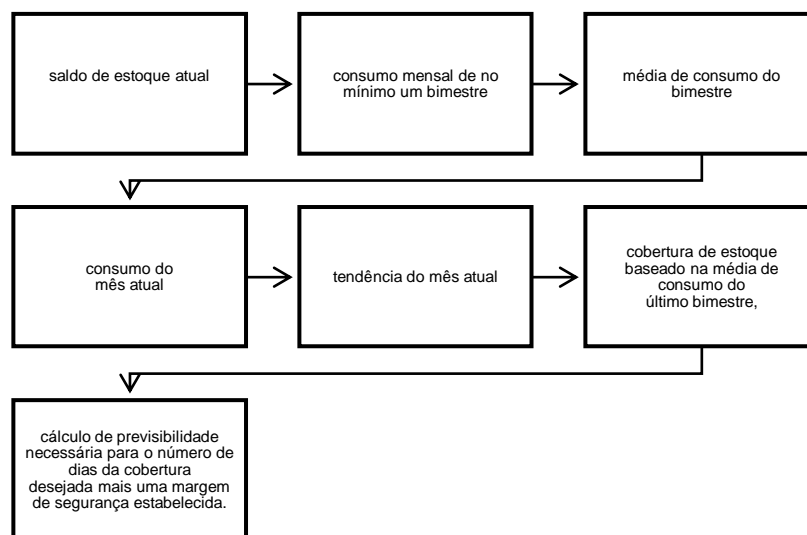 saldo de estoque atual
consumo mensal de no
mínimo um bimestre
média de consumo do
bimestre
consumo do
mês atual
tendência do mês atual
cobertura de estoque
baseado na média de
consumo do
último bimestre,
cálculo de previsibilidade
necessária para o número de
dias da cobertura
desejada mais uma margem
de segurança estabelecida.